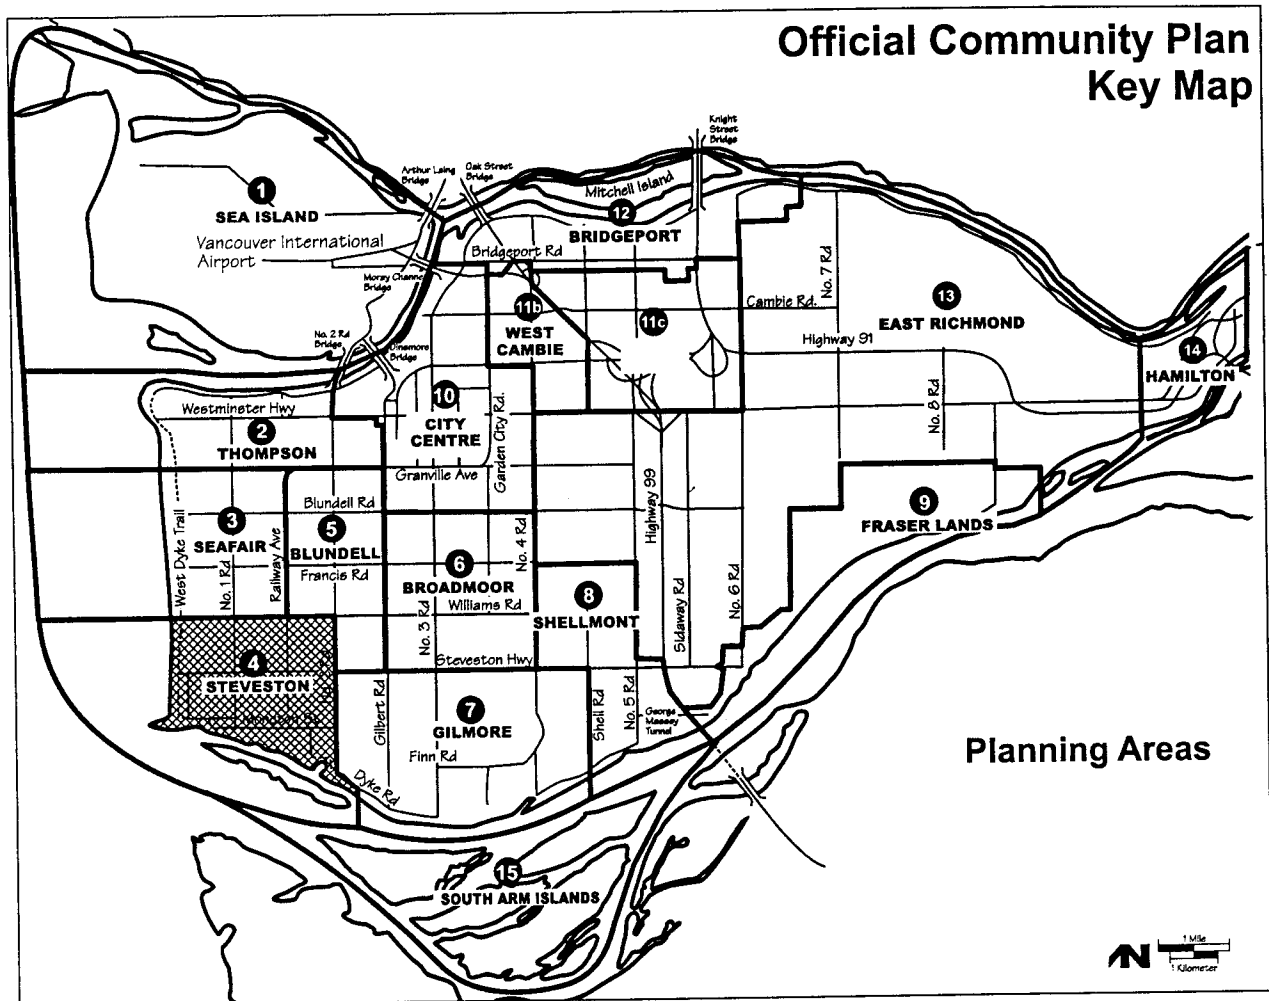 Official Community Plan
Key Map
Knight
Street
Bridge
Arthur Laing
Bridge
Oak Street
Bridge
Mitchell Island
1
SEA ISLAND
12
BRIDGEPORT
Vancouver International
Airport
Bridgeport Rd
Moray Channel
Bridge
No. 7 Rd
13
EAST RICHMOND
Cambie Rd.
11b
WEST
CAMBIE
11c
No. 2 Rd
Bridge
Dinsmore
Bridge
Highway 91
14
HAMILTON
10
CITY
CENTRE
Garden City Rd.
Westminster Hwy
2
THOMPSON
No. 8 Rd
Granville Ave
Highway 99
9
FRASER LANDS
Blundell Rd
West Dyke Trail
3
SEAFAIR
5
BLUNDELL
Railway Ave
No. 1 Rd
Francis Rd
6
BROADMOOR
No. 4 Rd
Williams Rd
No. 3 Rd
8
SHELLMONT
Sidaway Rd
No. 6 Rd
4
STEVESTON
Steveston Hwy
Gilbert Rd
7
GILMORE
Shell Rd
No. 5 Rd
George
Massey
Tunnel
Finn Rd
Dyke Rd
Planning Areas
15
SOUTH ARM ISLANDS
N
1 Mile
1 Kilometer